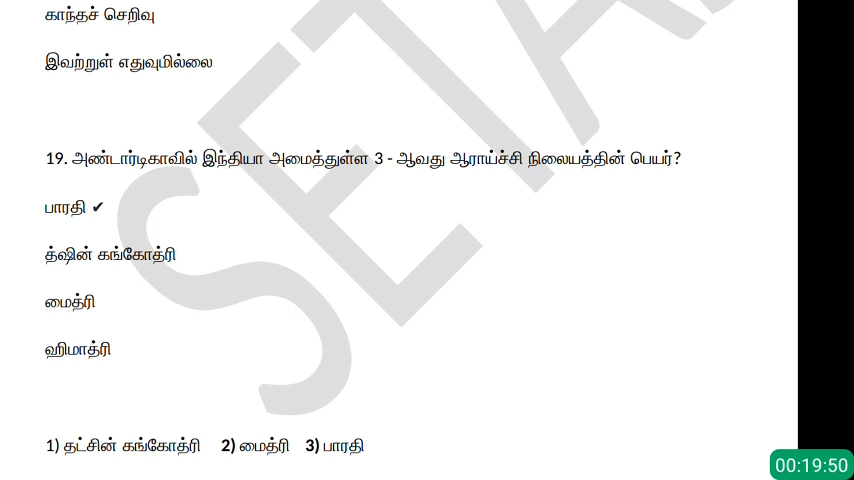 காந்தச் செறிவு
இவற்றுள் எதுவுமில்லை
19. அண்டார்டிகாவில் இந்தியா அமைத்துள்ள 3 - ஆவது ஆராய்ச்சி நிலையத்தின் பெயர்?
பாரதி ✔
த்ஷின் கங்கோத்ரி
மைத்ரி
ஹிமாத்ரி
1) தட்சின் கங்கோத்ரி 2) மைத்ரி 3) பாரதி
00:19:50